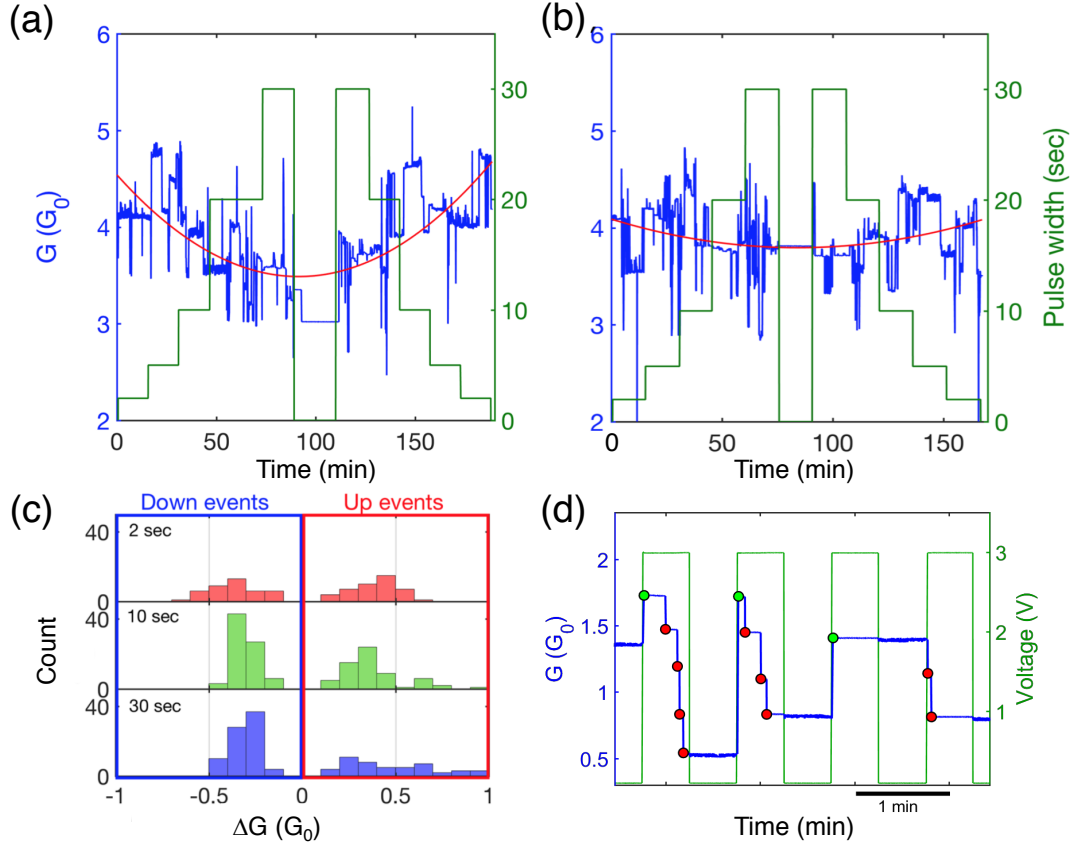 (a)
(b),
6
5
4
3
2
G (G₀)
30
20
10
0
0
50
100
150
Time (min)
6
5
4
3
2
30
20
10
0
Pulse width (sec)
0
50
100
150
Time (min)
(c)
Down events
Up events
40
0
2 sec
40
0
10 sec
40
0
30 sec
Count
-1
-0.5
0
0.5
1
ΔG (G₀)
(d)
2
1.5
1
0.5
G (G₀)
3
2
1
Voltage (V)
1 min
Time (min)